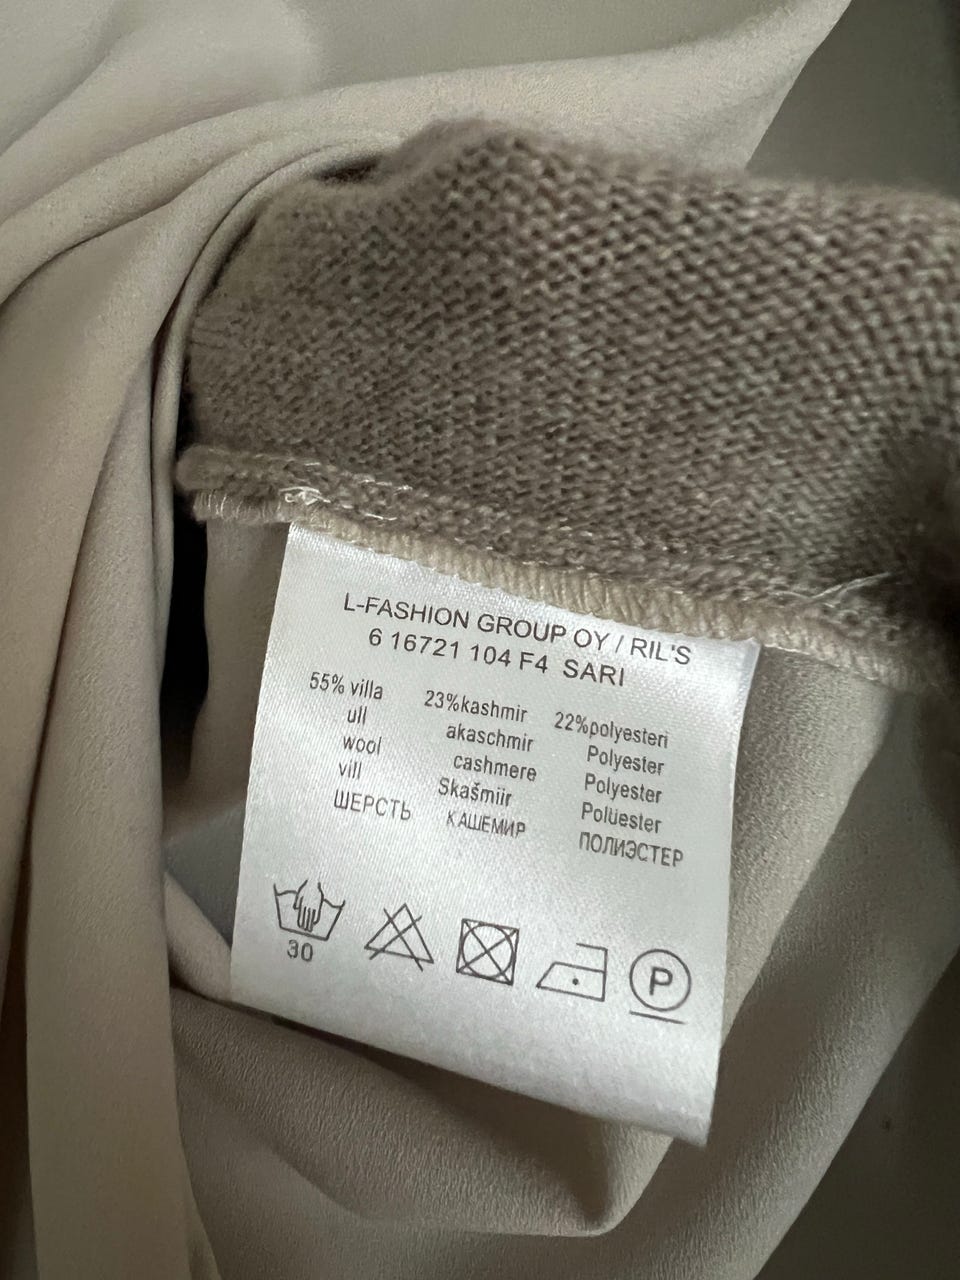 L-FASHION GROUP OY / RIL'S
6 16721 104 F4 SARI
55% villa 23%kashmir 22%polyesteri
ull akaschmir Polyester
wool cashmere Polyester
vill Skašmiir Polüester
ШЕРСТЬ КАШЕМИР ПОЛИЭСТЕР
30
P